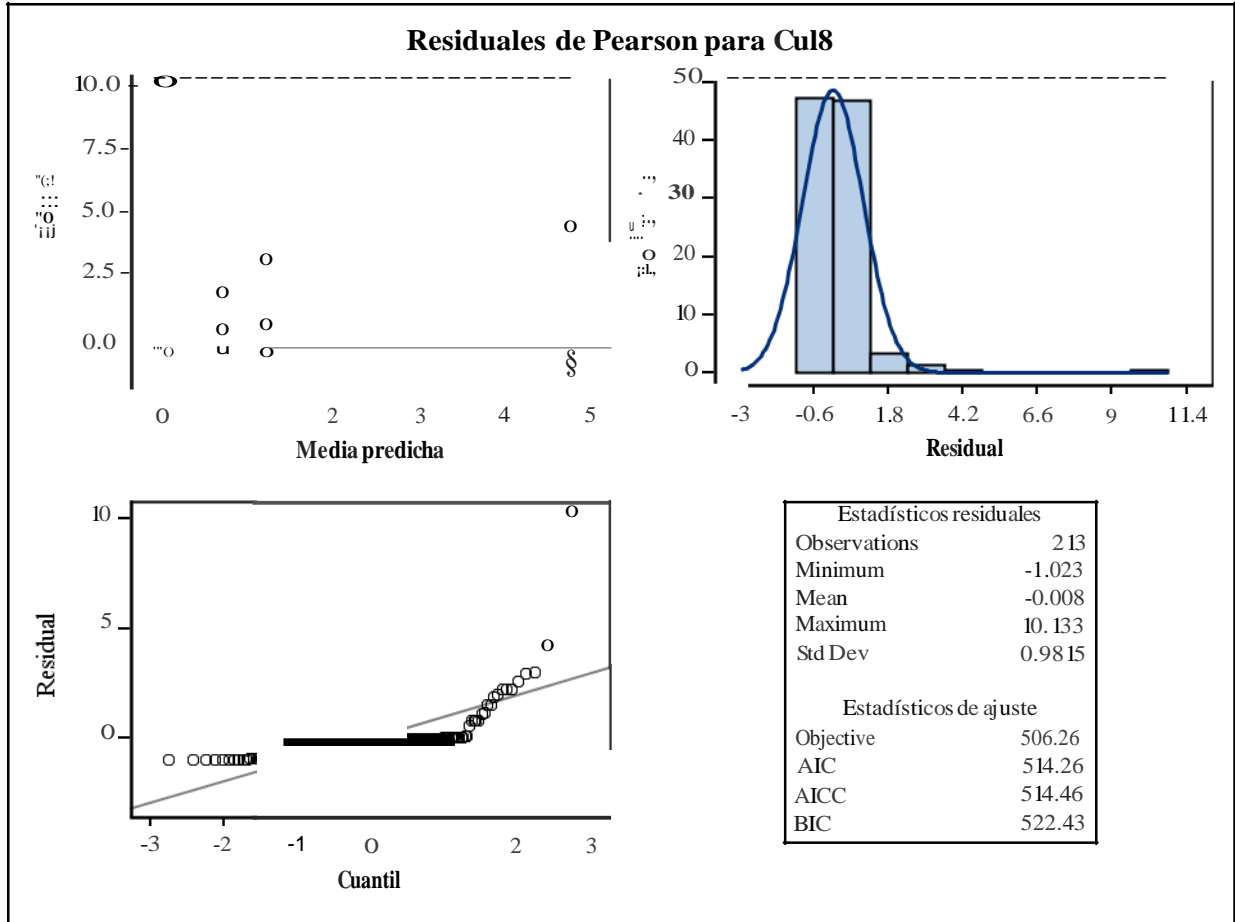 Residuales de Pearson para Cul8
10.0
7.5
5.0
2.5
0.0
0 2 3 4 5
Media predicha
50
40
30
20
10
0
-3 -0.6 1.8 4.2 6.6 9 11.4
Residual
10
5
0
Residual
-3 -2 -1 0 2 3
Cuantil
Estadísticos residuales
Observations 213
Minimum -1.023
Mean -0.008
Maximum 10.133
Std Dev 0.9815
Estadísticos de ajuste
Objective 506.26
AIC 514.26
AICC 514.46
BIC 522.43